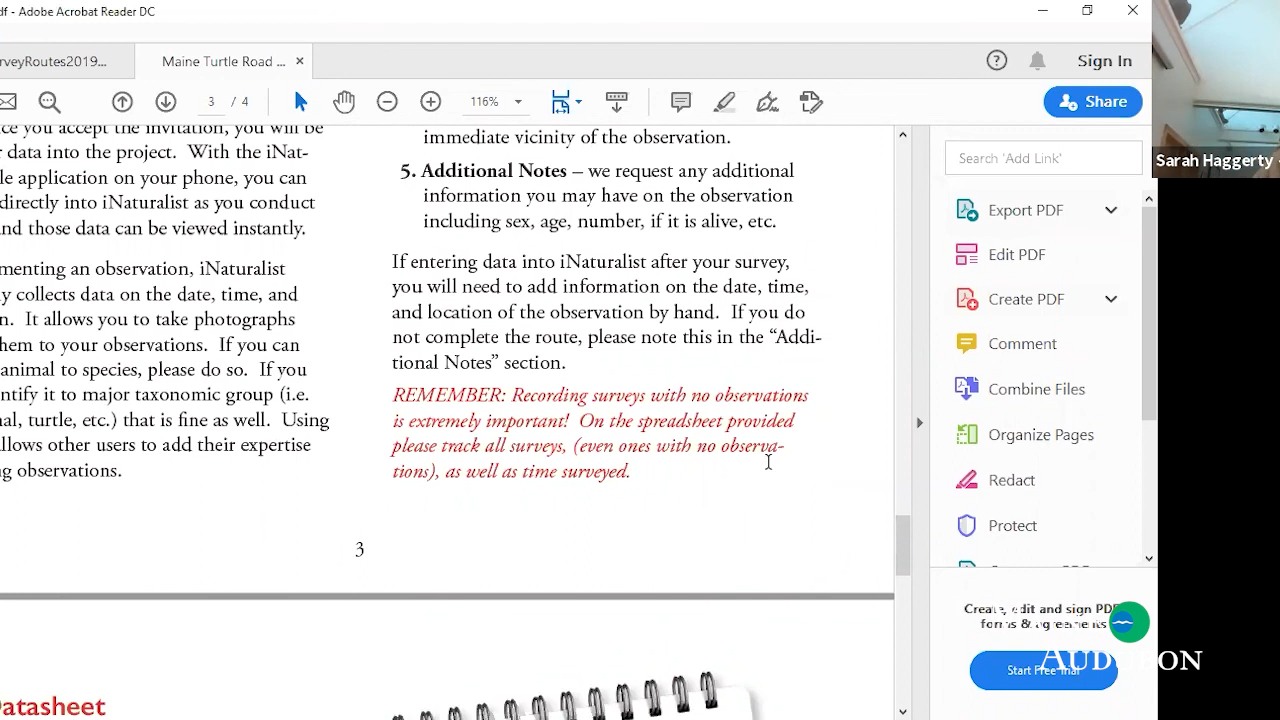 df - Adobe Acrobat Reader DC
rveyRoutes2019...
Maine Turtle Road ...
Sign In
3 / 4
116%
Share
ce you accept the invitation, you will be
r data into the project. With the iNat-
le application on your phone, you can
directly into iNaturalist as you conduct
and those data can be viewed instantly.
menting an observation, iNaturalist
y collects data on the date, time, and
n. It allows you to take photographs
hem to your observations. If you can
animal to species, please do so. If you
ntify it to major taxonomic group (i.e.
al, turtle, etc.) that is fine as well. Using
allows other users to add their expertise
ng observations.
immediate vicinity of the observation.
5. Additional Notes – we request any additional
information you may have on the observation
including sex, age, number, if it is alive, etc.
If entering data into iNaturalist after your survey,
you will need to add information on the date, time,
and location of the observation by hand. If you do
not complete the route, please note this in the “Addi-
tional Notes” section.
REMEMBER: Recording surveys with no observations
is extremely important! On the spreadsheet provided
please track all surveys, (even ones with no observa-
tions), as well as time surveyed.
3
atasheet
Sarah Haggerty
Search 'Add Link'
Export PDF
Edit PDF
Create PDF
Comment
Combine Files
Organize Pages
Redact
Protect
Create, edit and sign PDF
forms & agreements
Start Free Trial
AUDUBON